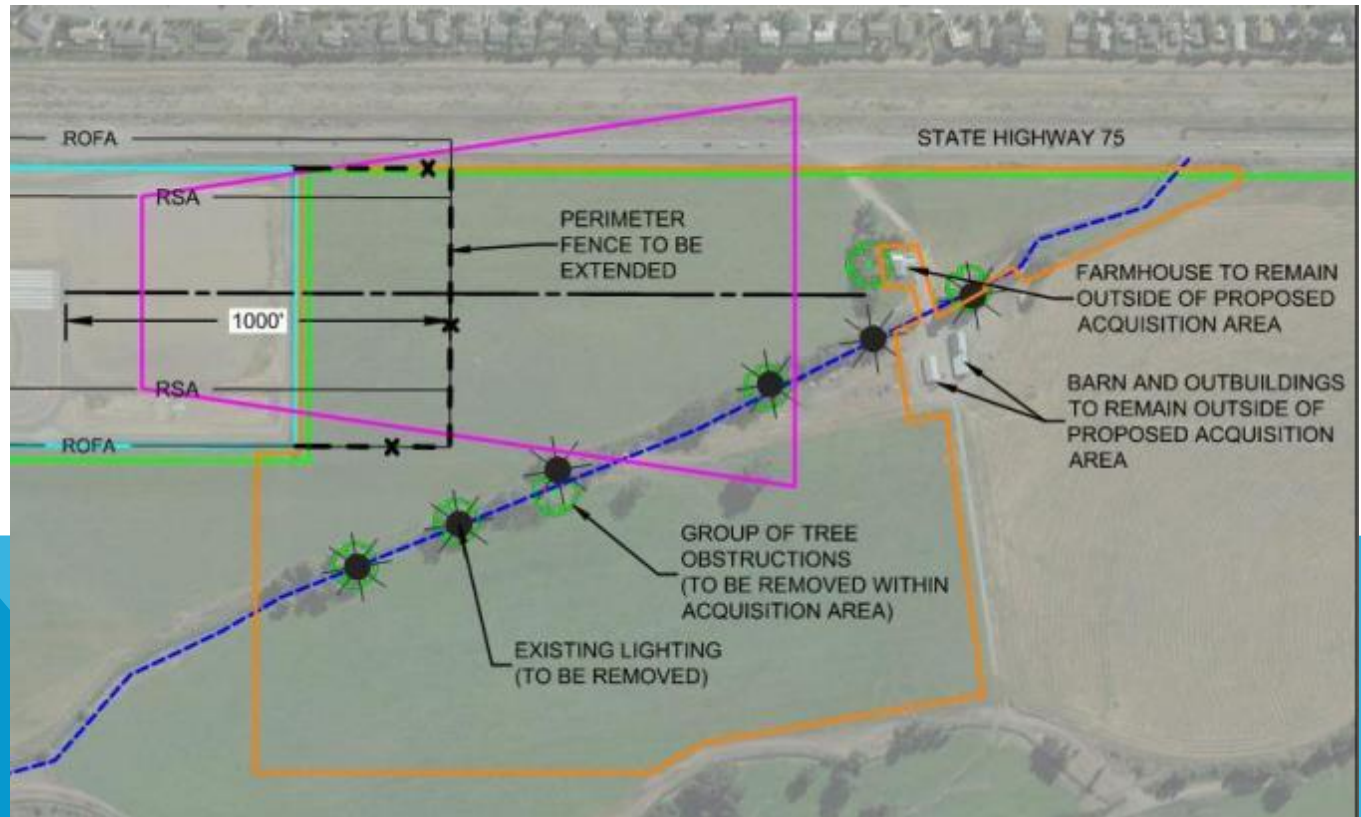 ROFA
STATE HIGHWAY 75
RSA
PERIMETER
FENCE TO BE
EXTENDED
FARMHOUSE TO REMAIN
OUTSIDE OF PROPOSED
ACQUISITION AREA
1000'
BARN AND OUTBUILDINGS
TO REMAIN OUTSIDE OF
PROPOSED ACQUISITION
AREA
RSA
ROFA
GROUP OF TREE
OBSTRUCTIONS
(TO BE REMOVED WITHIN
ACQUISITION AREA)
EXISTING LIGHTING
(TO BE REMOVED)